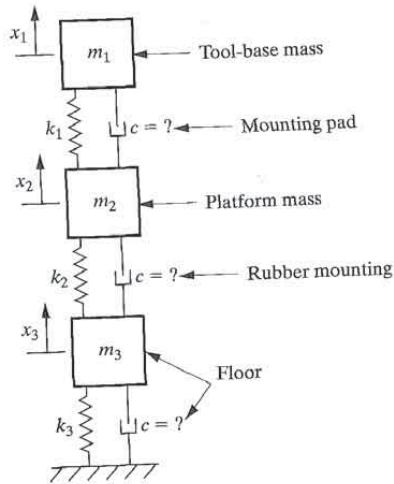 x1
m1
Tool-base mass
k1
c = ?
Mounting pad
x2
m2
Platform mass
k2
c = ?
Rubber mounting
x3
m3
Floor
k3
c = ?